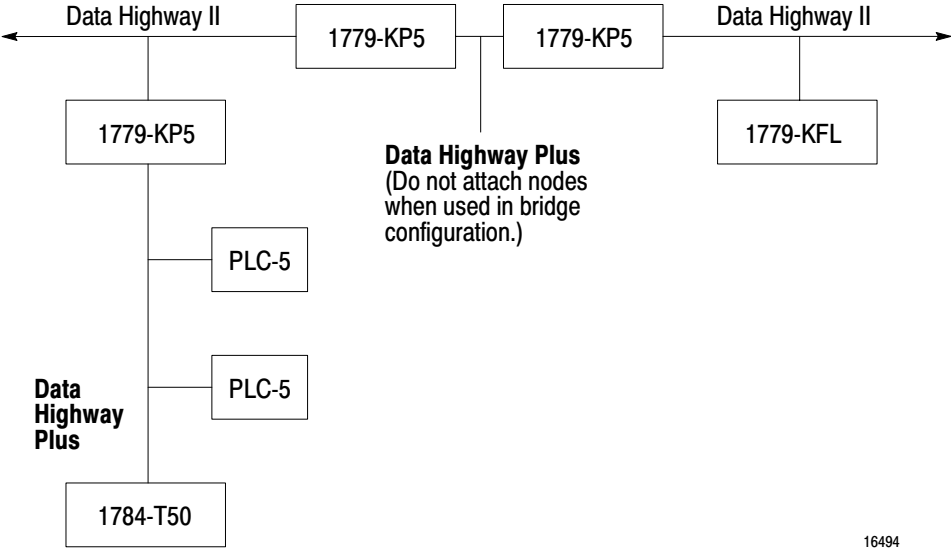 Data Highway II
1779-KP5
1779-KP5
Data Highway II
1779-KP5
1779-KFL
Data Highway Plus
(Do not attach nodes
when used in bridge
configuration.)
PLC-5
PLC-5
Data
Highway
Plus
1784-T50
16494